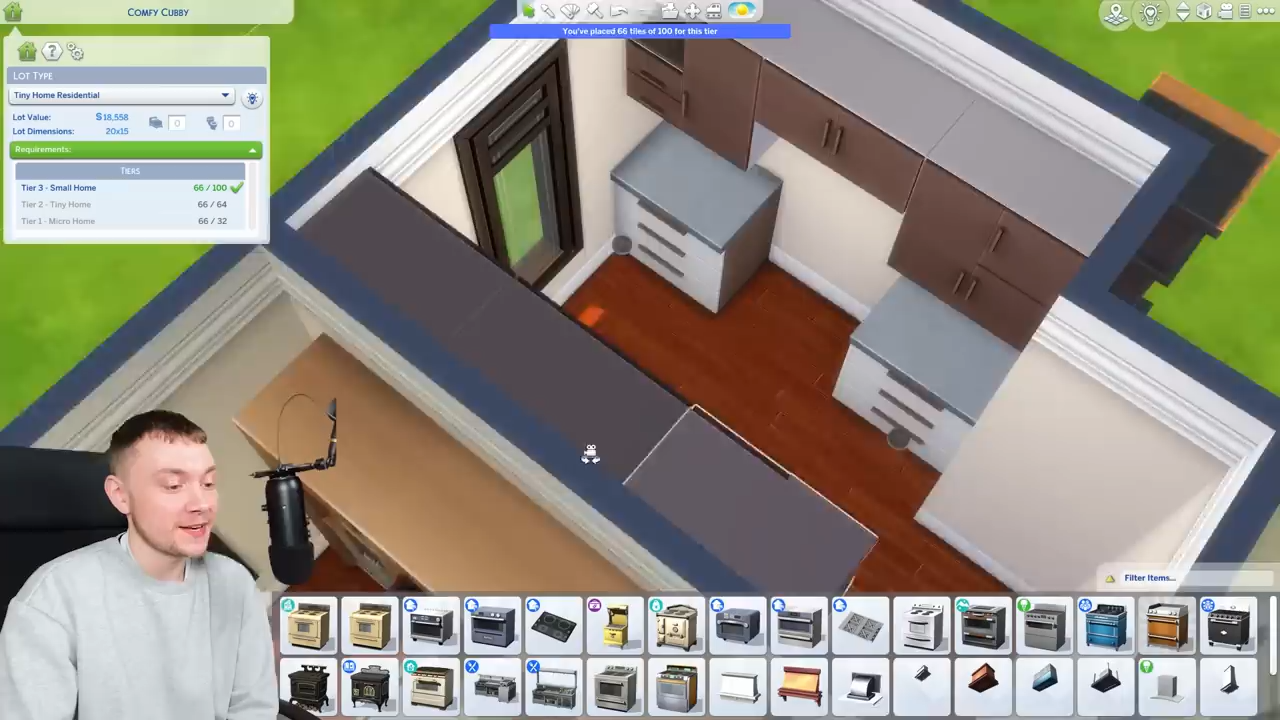 COMFY CUBBY
You've placed 66 tiles of 100 for this tier
LOT TYPE
Tiny Home Residential
Lot Value: §18,558
0 0
Lot Dimensions: 20x15
Requirements:
TIERS
Tier 3 - Small Home 66 / 100
Tier 2 - Tiny Home 66 / 64
Tier 1 - Micro Home 66 / 32
Filter Items...